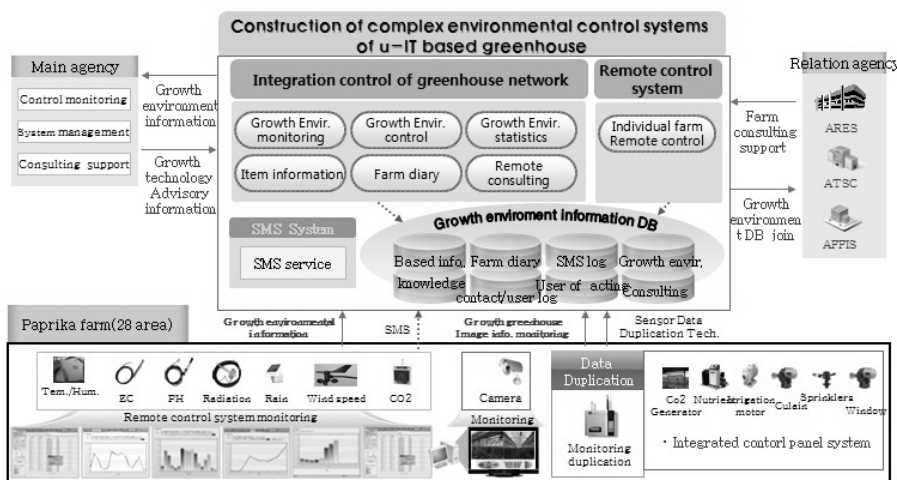 Construction of complex environmental control systems
of u-IT based greenhouse
Main agency
Control monitoring
System management
Consulting support
Growth
environment
information
Growth
technology
Advisory
information
Integration control of greenhouse network
Growth Envir.
monitoring
Growth Envir.
control
Growth Envir.
statistics
Item information
Farm diary
Remote
consulting
Remote control
system
Individual farm
Remote control
Relation agency
ARES
ATSC
AFFIS
Farm
consulting
support
Growth
environmen
t DB join
SMS System
SMS service
Growth enviroment information DB
Based info.
knowledge
Farm diary
contact/user log
SMS log
User of acting
Growth envir.
Consulting
Paprika farm(28 area)
Growth environmental
information
SMS
Growth greenhouse
Image info. monitoring
Sensor Data
Duplication Tech.
Tem./Hum.
EC
PH
Radiation
Rain
Wind speed
CO2
Remote control system monitoring
Camera
Monitoring
Data
Duplication
Monitoring
duplication
Co2
Generator
Nutrient
Irrigation
motor
Culain
Sprinklers
Window
· Integrated contorl panel system